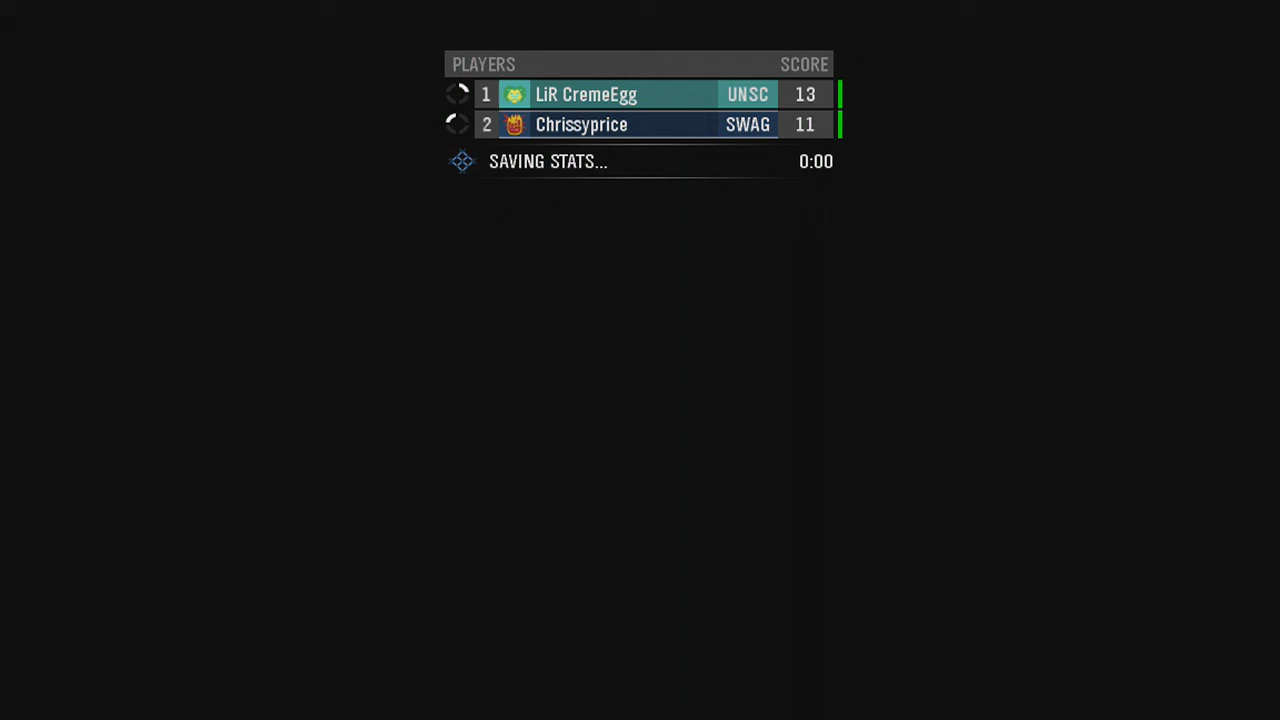 PLAYERS SCORE
1 LiR CremeEgg UNSC 13
2 Chrissyprice SWAG 11
SAVING STATS... 0:00